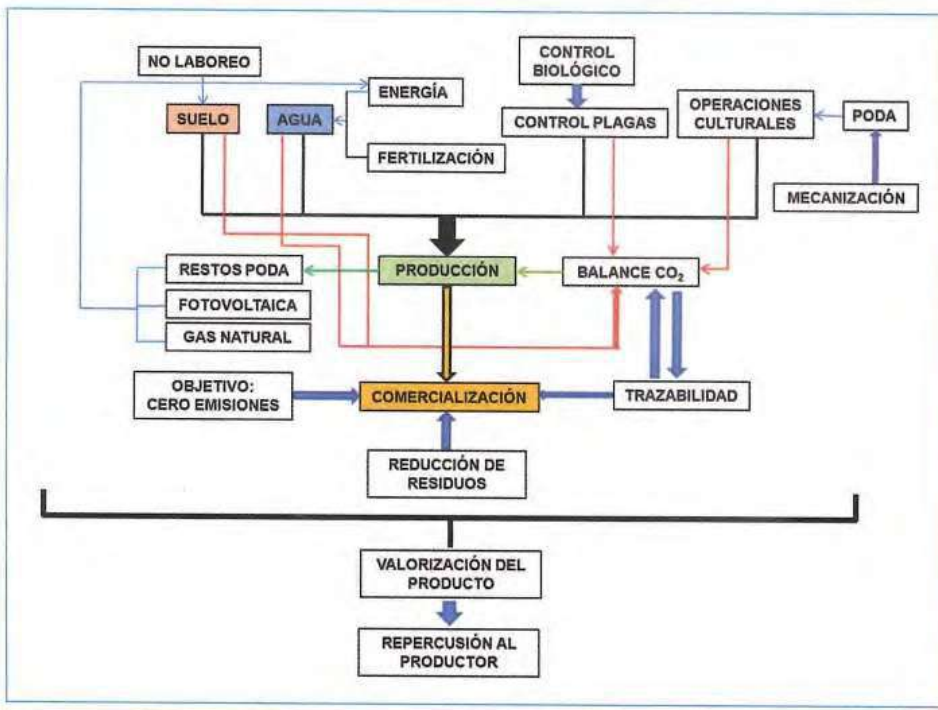 NO LABOREO
CONTROL
BIOLÓGICO
ENERGÍA
OPERACIONES
CULTURALES
PODA
SUELO
AGUA
CONTROL PLAGAS
FERTILIZACIÓN
MECANIZACIÓN
RESTOS PODA
PRODUCCIÓN
BALANCE CO₂
FOTOVOLTAICA
GAS NATURAL
OBJETIVO:
CERO EMISIONES
COMERCIALIZACIÓN
TRAZABILIDAD
REDUCCIÓN DE
RESIDUOS
VALORIZACIÓN DEL
PRODUCTO
REPERCUSIÓN AL
PRODUCTOR